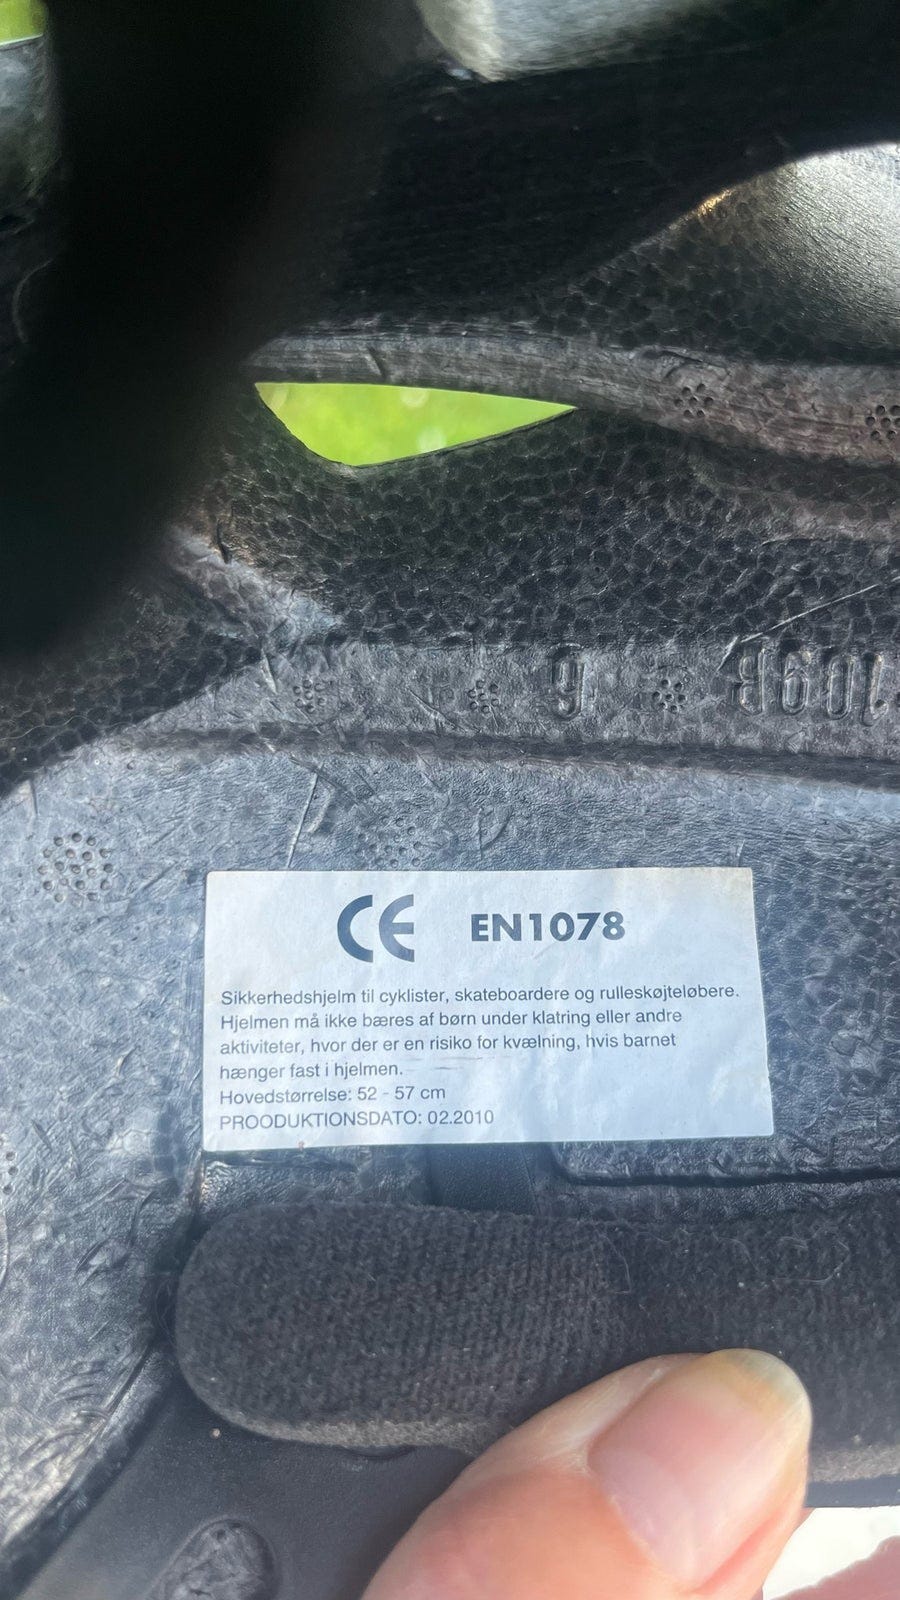 6
109B
CE EN1078
Sikkerhedshjelm til cyklister, skateboardere og rulleskøjteløbere.
Hjelmen må ikke bæres af børn under klatring eller andre
aktiviteter, hvor der er en risiko for kvælning, hvis barnet
hænger fast i hjelmen.
Hovedstørrelse: 52 - 57 cm
PROODUKTIONSDATO: 02.2010